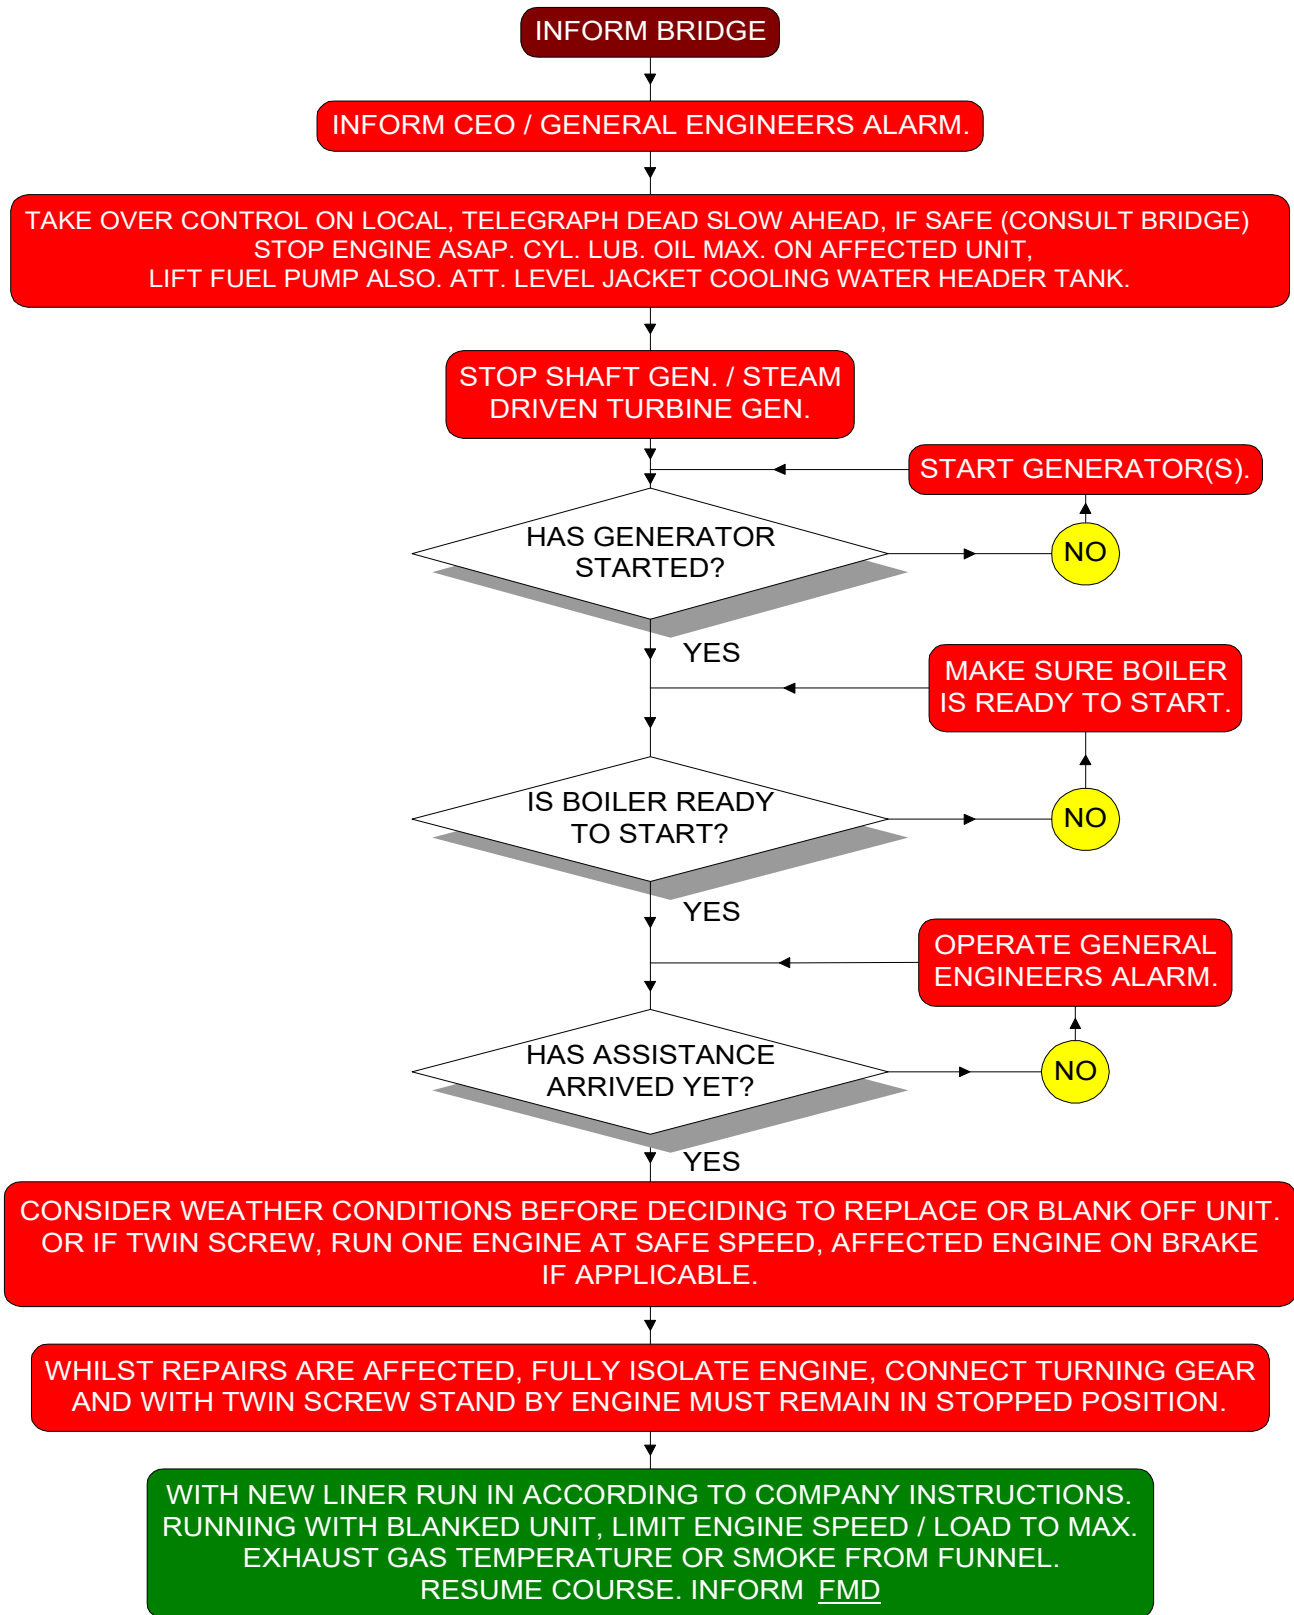 INFORM BRIDGE
INFORM CEO / GENERAL ENGINEERS ALARM.
TAKE OVER CONTROL ON LOCAL, TELEGRAPH DEAD SLOW AHEAD, IF SAFE (CONSULT BRIDGE)
STOP ENGINE ASAP. CYL. LUB. OIL MAX. ON AFFECTED UNIT,
LIFT FUEL PUMP ALSO. ATT. LEVEL JACKET COOLING WATER HEADER TANK.
STOP SHAFT GEN. / STEAM
DRIVEN TURBINE GEN.
START GENERATOR(S).
HAS GENERATOR
STARTED?
NO
YES
MAKE SURE BOILER
IS READY TO START.
IS BOILER READY
TO START?
NO
YES
OPERATE GENERAL
ENGINEERS ALARM.
HAS ASSISTANCE
ARRIVED YET?
NO
YES
CONSIDER WEATHER CONDITIONS BEFORE DECIDING TO REPLACE OR BLANK OFF UNIT.
OR IF TWIN SCREW, RUN ONE ENGINE AT SAFE SPEED, AFFECTED ENGINE ON BRAKE
IF APPLICABLE.
WHILST REPAIRS ARE AFFECTED, FULLY ISOLATE ENGINE, CONNECT TURNING GEAR
AND WITH TWIN SCREW STAND BY ENGINE MUST REMAIN IN STOPPED POSITION.
WITH NEW LINER RUN IN ACCORDING TO COMPANY INSTRUCTIONS.
RUNNING WITH BLANKED UNIT, LIMIT ENGINE SPEED / LOAD TO MAX.
EXHAUST GAS TEMPERATURE OR SMOKE FROM FUNNEL.
RESUME COURSE. INFORM FMD